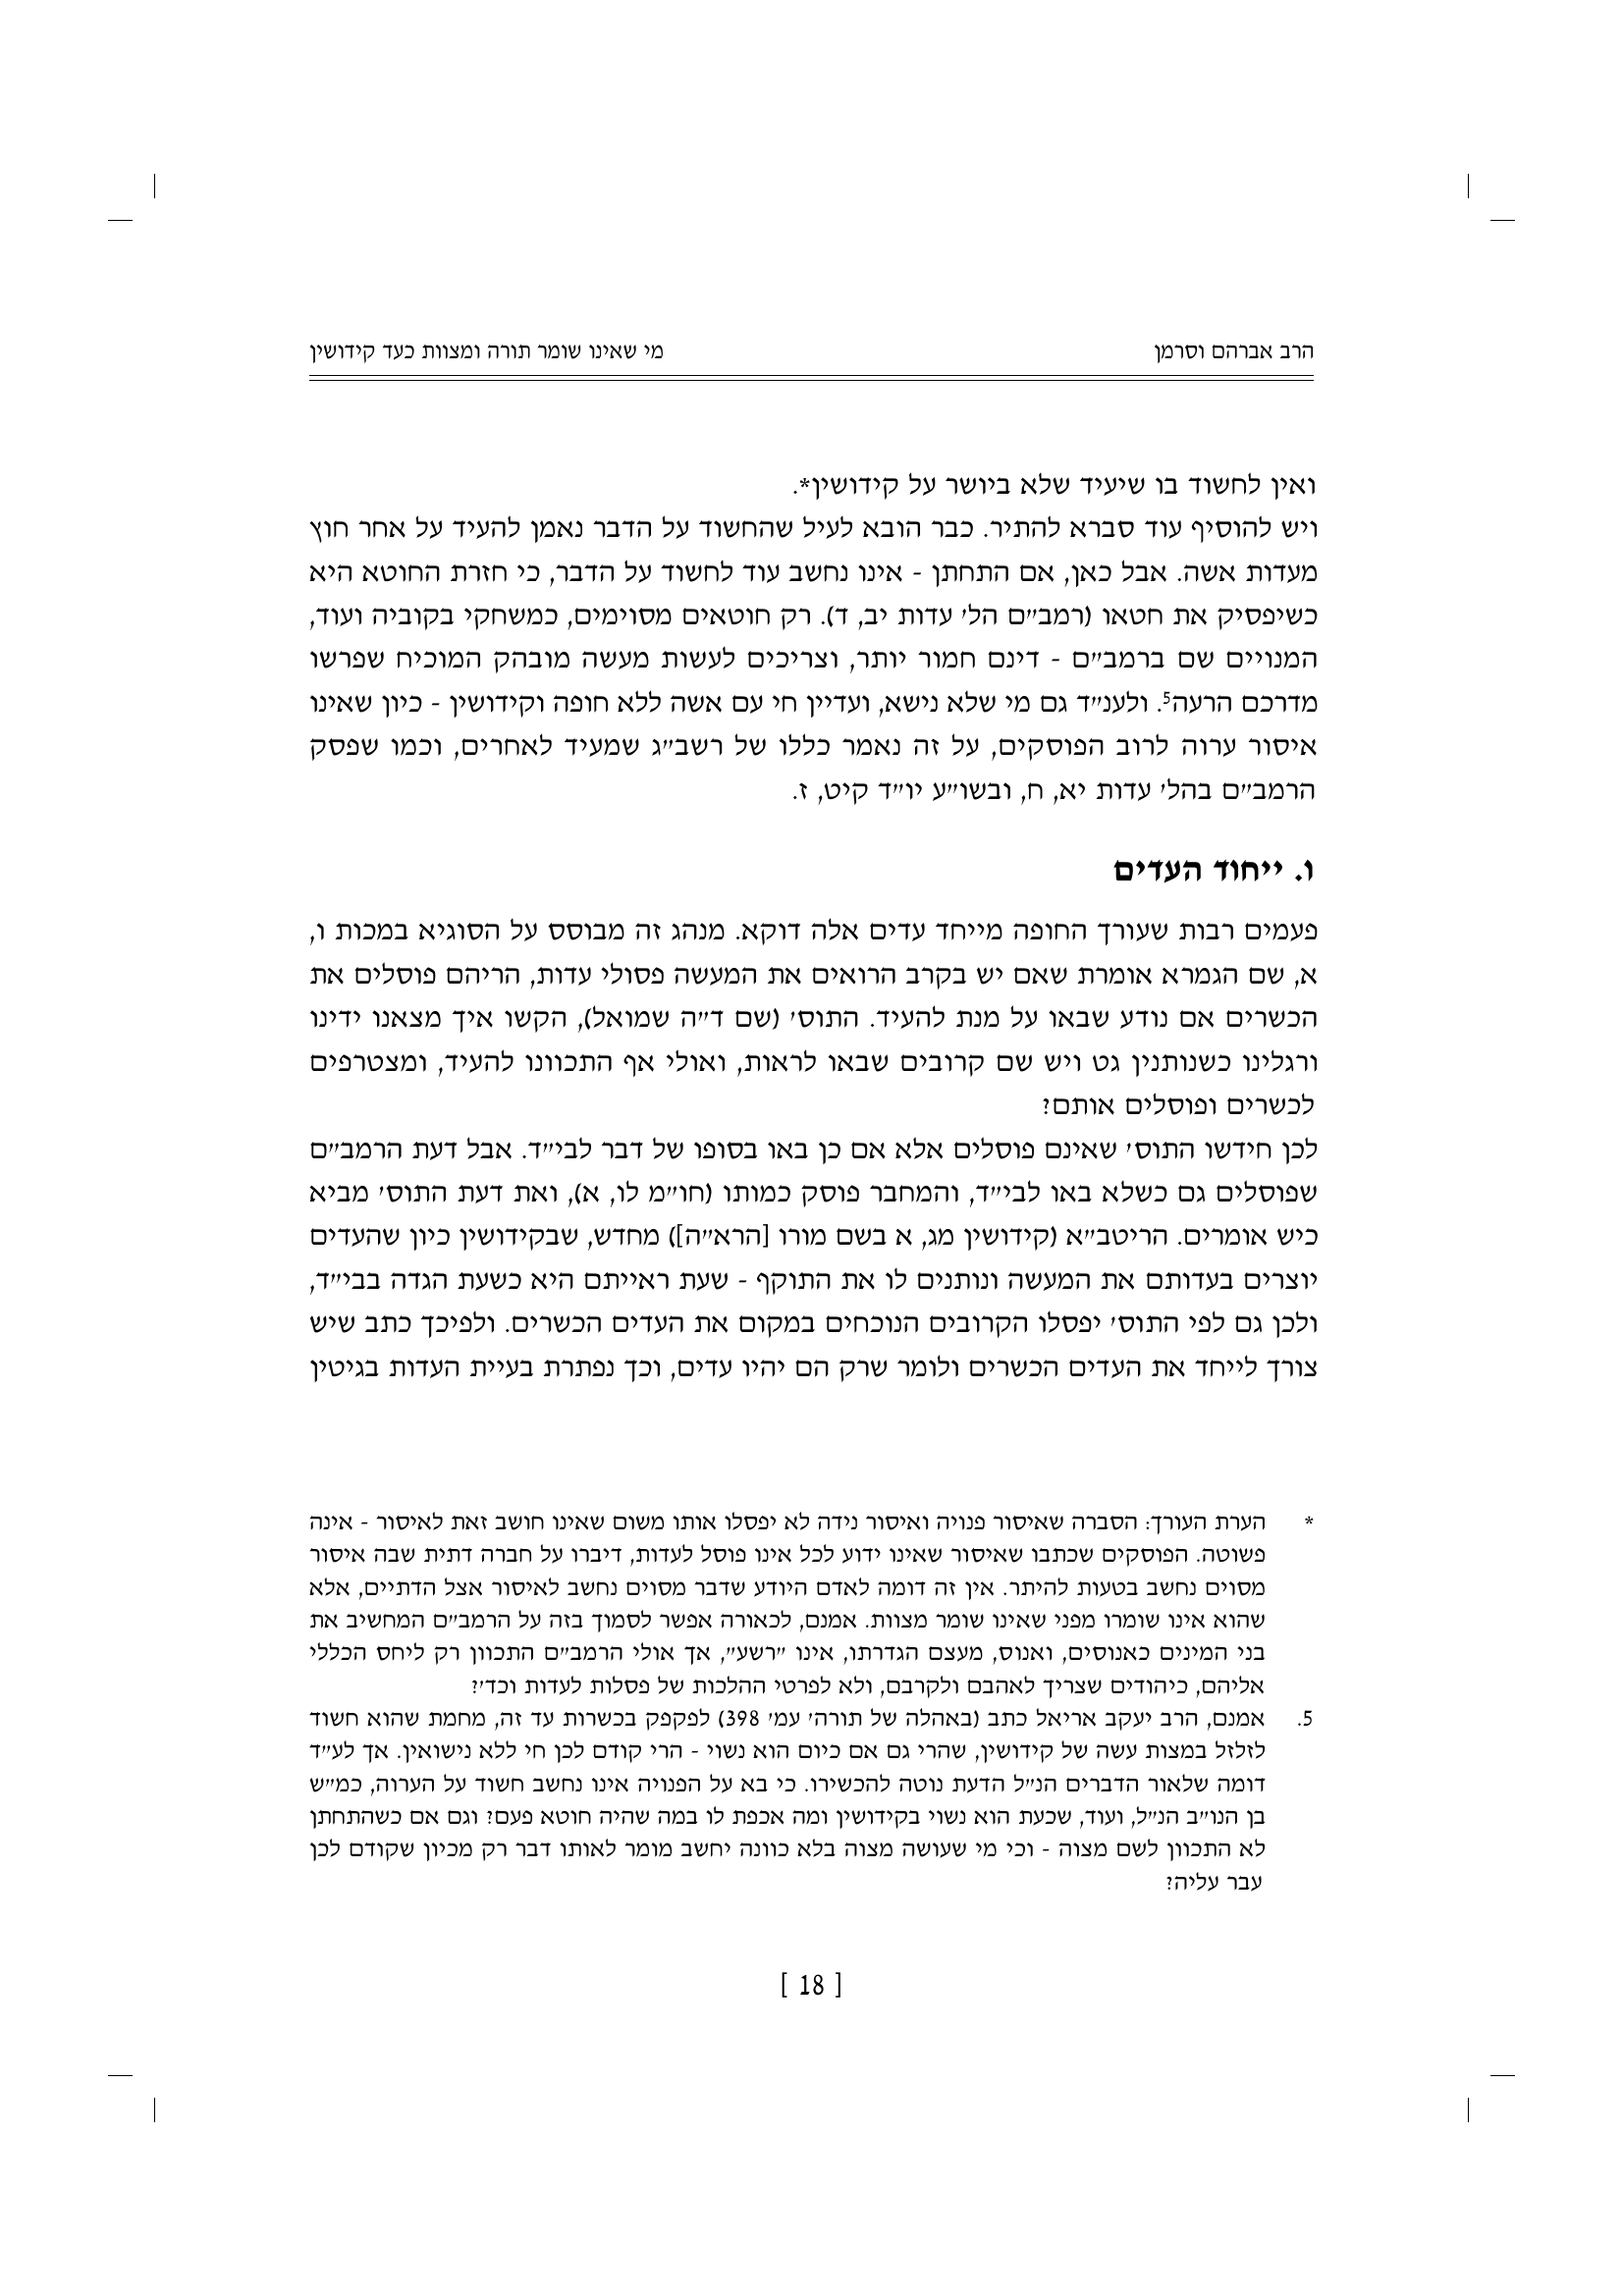 הרב אברהם וסרמן
מי שאינו שומר תורה ומצוות כעד קידושין
ואין לחשוד בו שיעיד שלא ביושר על קידושין*.
ויש להוסיף עוד סברא להתיר. כבר הובא לעיל שהחשוד על הדבר נאמן להעיד על אחר חוץ
מעדות אשה. אבל כאן, אם התחתן - אינו נחשב עוד לחשוד על הדבר, כי חזרת החוטא היא
כשיפסיק את חטאו (רמב״ם הל׳ עדות יב, ד). רק חוטאים מסוימים, כמשחקי בקוביה ועוד,
המנויים שם ברמב״ם - דינם חמור יותר, וצריכים לעשות מעשה מובהק המוכיח שפרשו
מדרכם הרעה⁵. ולענ״ד גם מי שלא נישא, ועדיין חי עם אשה ללא חופה וקידושין - כיון שאינו
איסור ערוה לרוב הפוסקים, על זה נאמר כללו של רשב״ג שמעיד לאחרים, וכמו שפסק
הרמב״ם בהל׳ עדות יא, ח, ובשו״ע יו״ד קיט, ז.
ו. ייחוד העדים
פעמים רבות שעורך החופה מייחד עדים אלה דוקא. מנהג זה מבוסס על הסוגיא במכות ו,
א, שם הגמרא אומרת שאם יש בקרב הרואים את המעשה פסולי עדות, הריהם פוסלים את
הכשרים אם נודע שבאו על מנת להעיד. התוס׳ (שם ד״ה שמואל), הקשו איך מצאנו ידינו
ורגלינו כשנותנין גט ויש שם קרובים שבאו לראות, ואולי אף התכוונו להעיד, ומצטרפים
לכשרים ופוסלים אותם?
לכן חידשו התוס׳ שאינם פוסלים אלא אם כן באו בסופו של דבר לבי״ד. אבל דעת הרמב״ם
שפוסלים גם כשלא באו לבי״ד, והמחבר פוסק כמותו (חו״מ לו, א), ואת דעת התוס׳ מביא
כיש אומרים. הריטב״א (קידושין מג, א בשם מורו [הרא״ה]) מחדש, שבקידושין כיון שהעדים
יוצרים בעדותם את המעשה ונותנים לו את התוקף - שעת ראייתם היא כשעת הגדה בבי״ד,
ולכן גם לפי התוס׳ יפסלו הקרובים הנוכחים במקום את העדים הכשרים. ולפיכך כתב שיש
צורך לייחד את העדים הכשרים ולומר שרק הם יהיו עדים, וכך נפתרת בעיית העדות בגיטין
* הערת העורך: הסברה שאיסור פנויה ואיסור נידה לא יפסלו אותו משום שאינו חושב זאת לאיסור - אינה
פשוטה. הפוסקים שכתבו שאיסור שאינו ידוע לכל אינו פוסל לעדות, דיברו על חברה דתית שבה איסור
מסוים נחשב בטעות להיתר. אין זה דומה לאדם היודע שדבר מסוים נחשב לאיסור אצל הדתיים, אלא
שהוא אינו שומרו מפני שאינו שומר מצוות. אמנם, לכאורה אפשר לסמוך בזה על הרמב״ם המחשיב את
בני המינים כאנוסים, ואנוס, מעצם הגדרתו, אינו ״רשע״, אך אולי הרמב״ם התכוון רק ליחס הכללי
אליהם, כיהודים שצריך לאהבם ולקרבם, ולא לפרטי ההלכות של פסלות לעדות וכד׳?
5. אמנם, הרב יעקב אריאל כתב (באהלה של תורה׳ עמ׳ 398) לפקפק בכשרות עד זה, מחמת שהוא חשוד
לזלזל במצות עשה של קידושין, שהרי גם אם כיום הוא נשוי - הרי קודם לכן חי ללא נישואין. אך לע״ד
דומה שלאור הדברים הנ״ל הדעת נוטה להכשירו. כי בא על הפנויה אינו נחשב חשוד על הערוה, כמ״ש
בן הנו״ב הנ״ל, ועוד, שכעת הוא נשוי בקידושין ומה אכפת לו במה שהיה חוטא פעם? וגם אם כשהתחתן
לא התכוון לשם מצוה - וכי מי שעושה מצוה בלא כוונה יחשב מומר לאותו דבר רק מכיון שקודם לכן
עבר עליה?
[ 18 ]